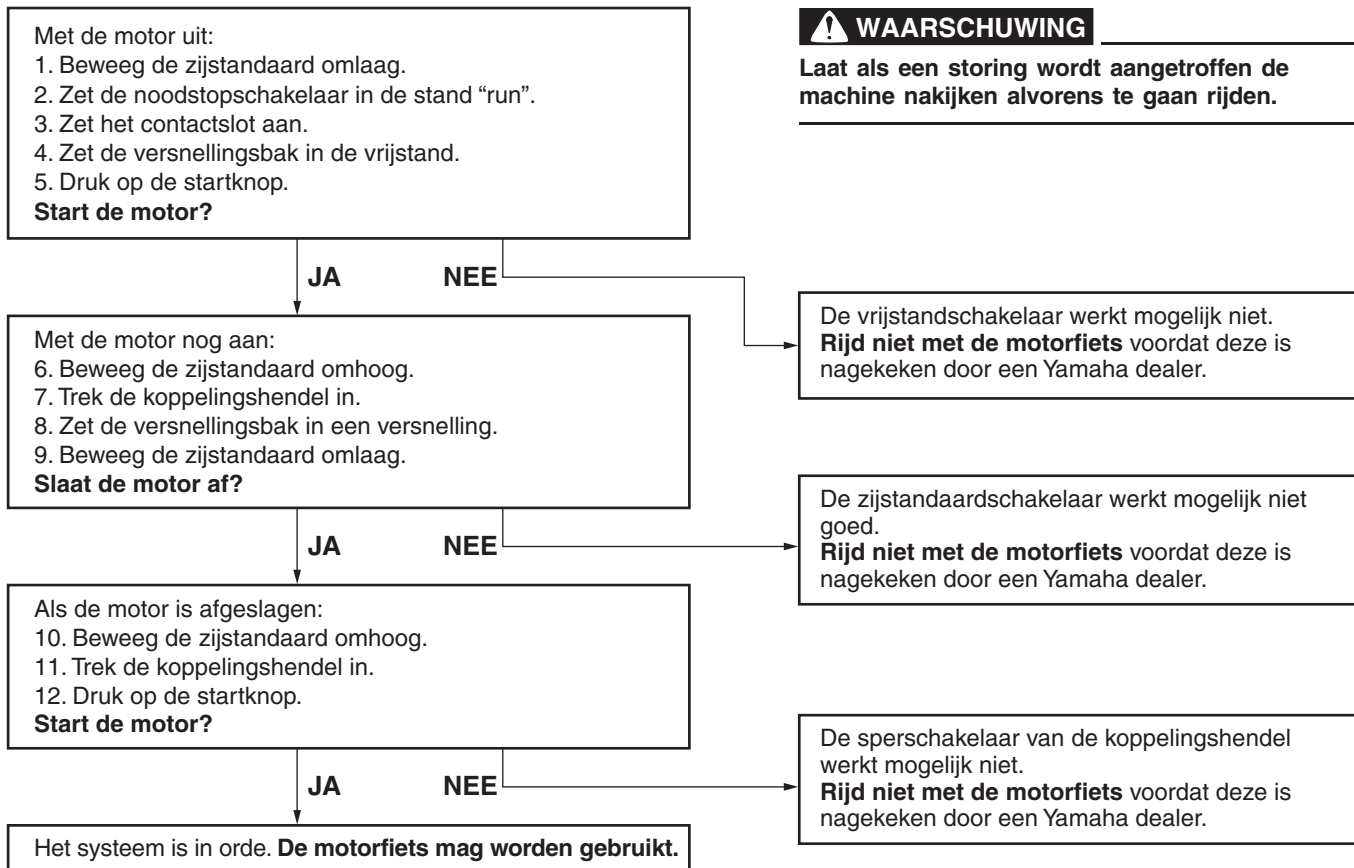 Met de motor uit:
1. Beweeg de zijstandaard omlaag.
2. Zet de noodstopschakelaar in de stand “run”.
3. Zet het contactslot aan.
4. Zet de versnellingsbak in de vrijstand.
5. Druk op de startknop.
Start de motor?
WAARSCHUWING
Laat als een storing wordt aangetroffen de
machine nakijken alvorens te gaan rijden.
JA NEE
De vrijstandschakelaar werkt mogelijk niet.
Rijd niet met de motorfiets voordat deze is
nagekeken door een Yamaha dealer.
Met de motor nog aan:
6. Beweeg de zijstandaard omhoog.
7. Trek de koppelingshendel in.
8. Zet de versnellingsbak in een versnelling.
9. Beweeg de zijstandaard omlaag.
Slaat de motor af?
JA NEE
De zijstandaardschakelaar werkt mogelijk niet
goed.
Rijd niet met de motorfiets voordat deze is
nagekeken door een Yamaha dealer.
Als de motor is afgeslagen:
10. Beweeg de zijstandaard omhoog.
11. Trek de koppelingshendel in.
12. Druk op de startknop.
Start de motor?
JA NEE
De sperschakelaar van de koppelingshendel
werkt mogelijk niet.
Rijd niet met de motorfiets voordat deze is
nagekeken door een Yamaha dealer.
Het systeem is in orde. De motorfiets mag worden gebruikt.